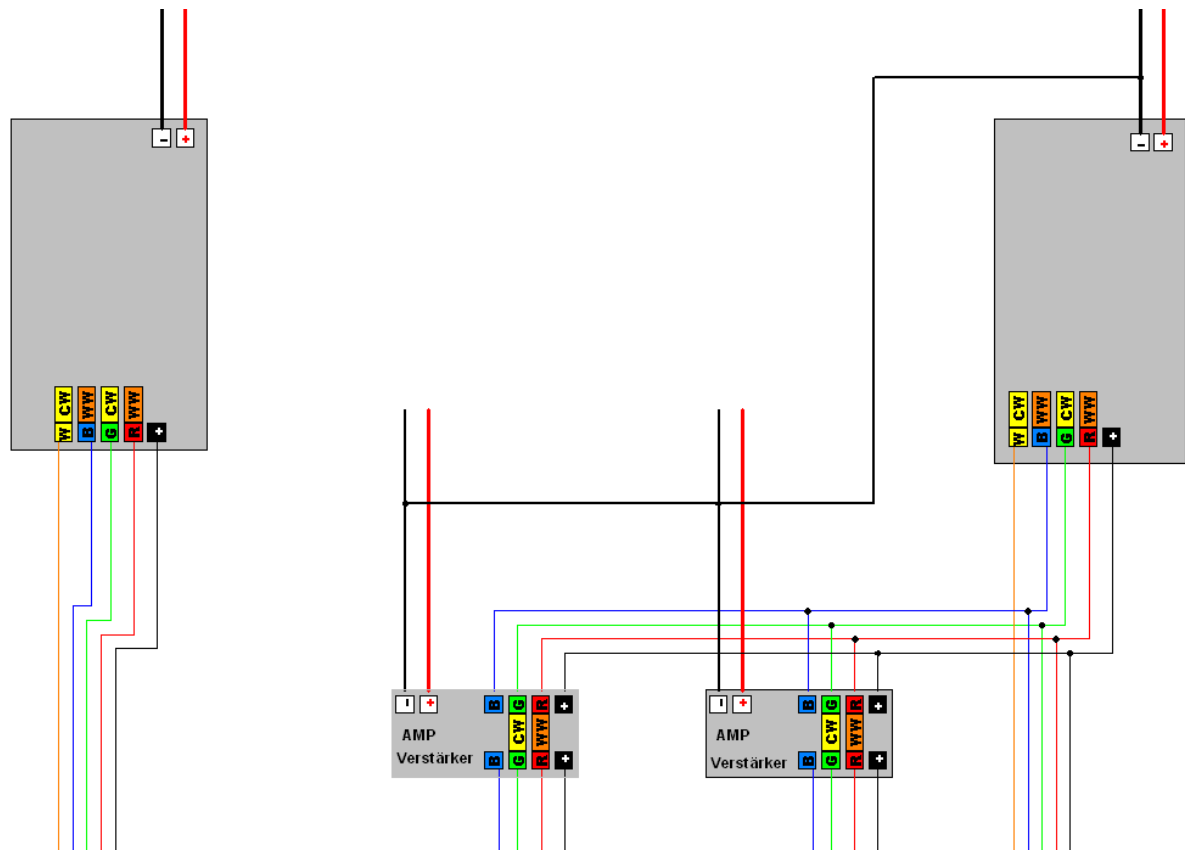 - +
- +
CW WW CW WW
W B G R +
CW WW CW WW
W B G R +
- + B G R +
AMP CW WW
Verstärker B G R +
- + B G R +
AMP CW WW
Verstärker B G R +